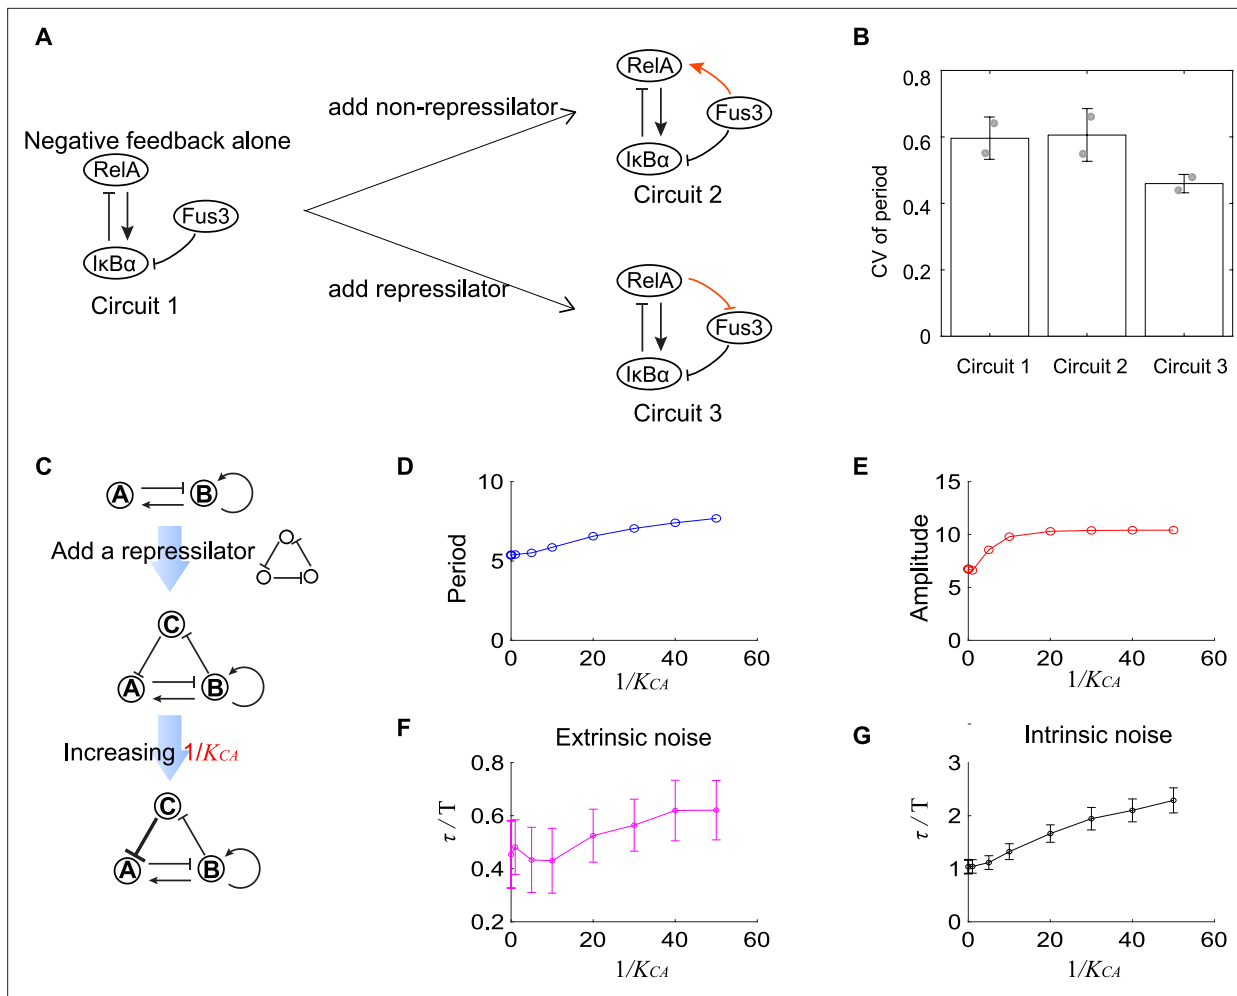 A
Negative feedback alone
RelA
Fus3
IκBα
Circuit 1
add non-repressilator
add repressilator
RelA
Fus3
IκBα
Circuit 2
RelA
Fus3
IκBα
Circuit 3
B
CV of period
0.8
0.6
0.4
0.2
0
Circuit 1 Circuit 2 Circuit 3
C
A B
Add a repressilator
C
A B
Increasing 1/KCA
C
A B
D
Period
10
5
0
0 20 40 60
1/KCA
E
Amplitude
15
10
5
0
0 20 40 60
1/KCA
F
Extrinsic noise
τ / T
0.8
0.6
0.4
0.2
0 20 40 60
1/KCA
G
Intrinsic noise
τ / T
3
2
1
0
0 20 40 60
1/KCA